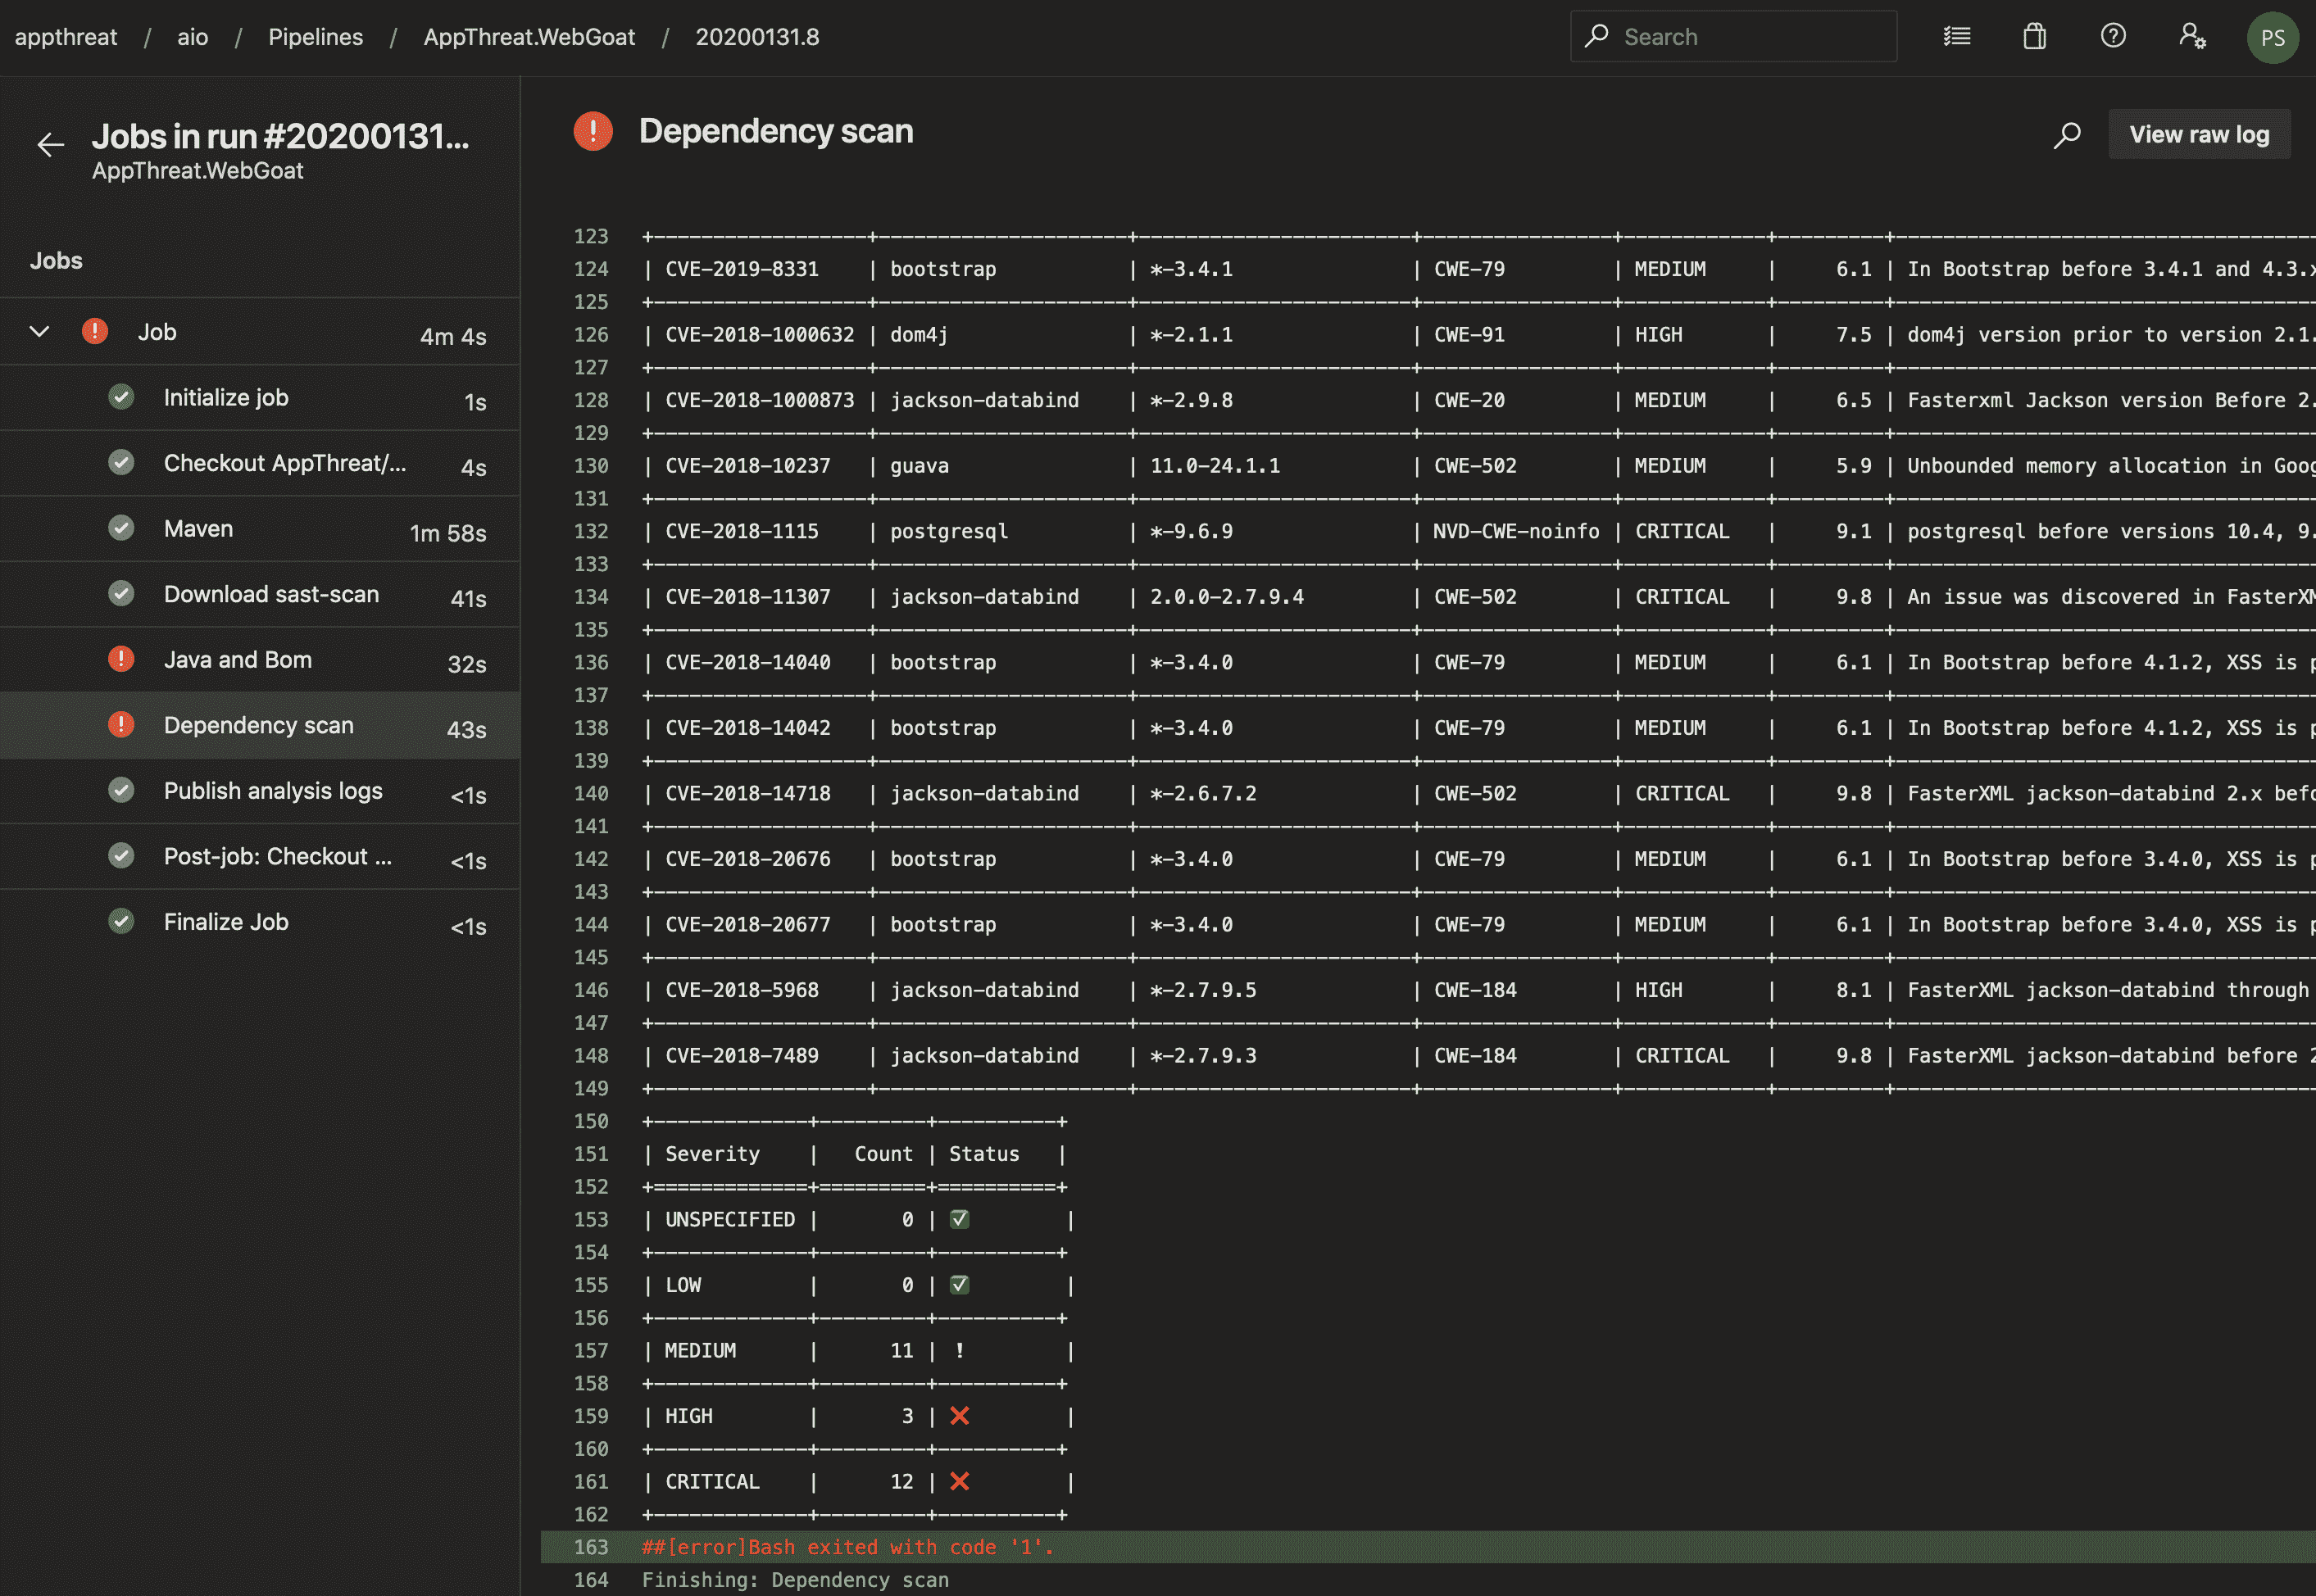 appthreat / aio / Pipelines / AppThreat.WebGoat / 20200131.8
Search
PS
Jobs in run #20200131...
AppThreat.WebGoat
Jobs
Job 4m 4s
Initialize job 1s
Checkout AppThreat/... 4s
Maven 1m 58s
Download sast-scan 41s
Java and Bom 32s
Dependency scan 43s
Publish analysis logs <1s
Post-job: Checkout ... <1s
Finalize Job <1s
Dependency scan
View raw log
123 +------------------+---------------------+-----------------------+----------------+------------+---------+-----------------------------------
124 | CVE-2019-8331 | bootstrap | *-3.4.1 | CWE-79 | MEDIUM | 6.1 | In Bootstrap before 3.4.1 and 4.3.x
125 +------------------+---------------------+-----------------------+----------------+------------+---------+-----------------------------------
126 | CVE-2018-1000632 | dom4j | *-2.1.1 | CWE-91 | HIGH | 7.5 | dom4j version prior to version 2.1.
127 +------------------+---------------------+-----------------------+----------------+------------+---------+-----------------------------------
128 | CVE-2018-1000873 | jackson-databind | *-2.9.8 | CWE-20 | MEDIUM | 6.5 | Fasterxml Jackson version Before 2.
129 +------------------+---------------------+-----------------------+----------------+------------+---------+-----------------------------------
130 | CVE-2018-10237 | guava | 11.0-24.1.1 | CWE-502 | MEDIUM | 5.9 | Unbounded memory allocation in Goog
131 +------------------+---------------------+-----------------------+----------------+------------+---------+-----------------------------------
132 | CVE-2018-1115 | postgresql | *-9.6.9 | NVD-CWE-noinfo | CRITICAL | 9.1 | postgresql before versions 10.4, 9.
133 +------------------+---------------------+-----------------------+----------------+------------+---------+-----------------------------------
134 | CVE-2018-11307 | jackson-databind | 2.0.0-2.7.9.4 | CWE-502 | CRITICAL | 9.8 | An issue was discovered in FasterXM
135 +------------------+---------------------+-----------------------+----------------+------------+---------+-----------------------------------
136 | CVE-2018-14040 | bootstrap | *-3.4.0 | CWE-79 | MEDIUM | 6.1 | In Bootstrap before 4.1.2, XSS is p
137 +------------------+---------------------+-----------------------+----------------+------------+---------+-----------------------------------
138 | CVE-2018-14042 | bootstrap | *-3.4.0 | CWE-79 | MEDIUM | 6.1 | In Bootstrap before 4.1.2, XSS is p
139 +------------------+---------------------+-----------------------+----------------+------------+---------+-----------------------------------
140 | CVE-2018-14718 | jackson-databind | *-2.6.7.2 | CWE-502 | CRITICAL | 9.8 | FasterXML jackson-databind 2.x befo
141 +------------------+---------------------+-----------------------+----------------+------------+---------+-----------------------------------
142 | CVE-2018-20676 | bootstrap | *-3.4.0 | CWE-79 | MEDIUM | 6.1 | In Bootstrap before 3.4.0, XSS is p
143 +------------------+---------------------+-----------------------+----------------+------------+---------+-----------------------------------
144 | CVE-2018-20677 | bootstrap | *-3.4.0 | CWE-79 | MEDIUM | 6.1 | In Bootstrap before 3.4.0, XSS is p
145 +------------------+---------------------+-----------------------+----------------+------------+---------+-----------------------------------
146 | CVE-2018-5968 | jackson-databind | *-2.7.9.5 | CWE-184 | HIGH | 8.1 | FasterXML jackson-databind through
147 +------------------+---------------------+-----------------------+----------------+------------+---------+-----------------------------------
148 | CVE-2018-7489 | jackson-databind | *-2.7.9.3 | CWE-184 | CRITICAL | 9.8 | FasterXML jackson-databind before 2
149 +------------------+---------------------+-----------------------+----------------+------------+---------+-----------------------------------
150 +-------------+---------+----------+
151 | Severity | Count | Status |
152 +=============+=========+==========+
153 | UNSPECIFIED | 0 | ✅ |
154 +-------------+---------+----------+
155 | LOW | 0 | ✅ |
156 +-------------+---------+----------+
157 | MEDIUM | 11 | ! |
158 +-------------+---------+----------+
159 | HIGH | 3 | ❌ |
160 +-------------+---------+----------+
161 | CRITICAL | 12 | ❌ |
162 +-------------+---------+----------+
163 ##[error]Bash exited with code '1'.
164 Finishing: Dependency scan